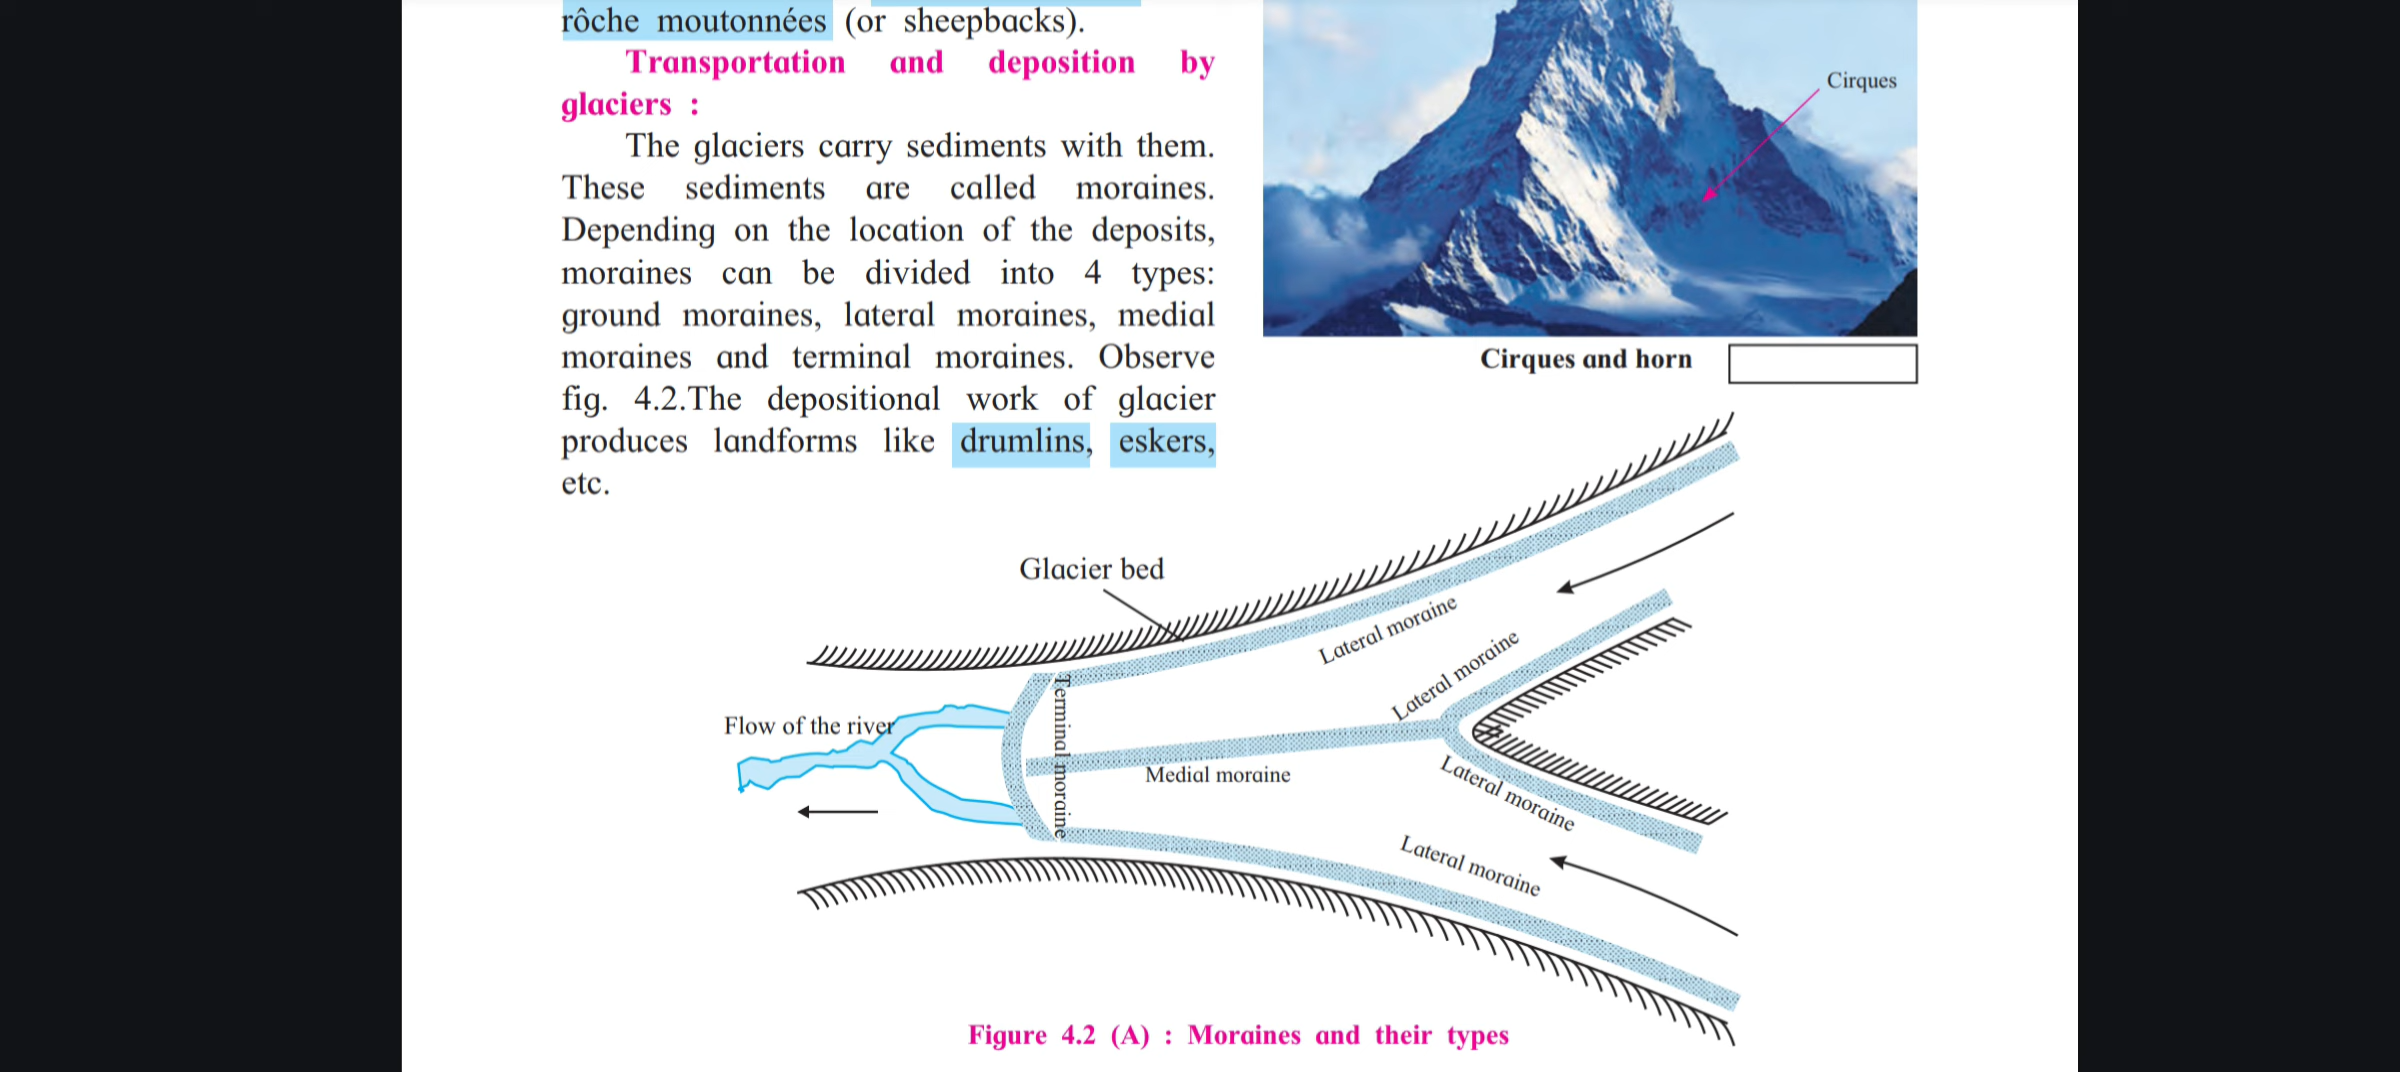 rôche moutonnées (or sheepbacks).
Transportation and deposition by
glaciers :
The glaciers carry sediments with them.
These sediments are called moraines.
Depending on the location of the deposits,
moraines can be divided into 4 types:
ground moraines, lateral moraines, medial
moraines and terminal moraines. Observe
fig. 4.2.The depositional work of glacier
produces landforms like drumlins, eskers,
etc.
Cirques
Cirques and horn
Glacier bed
Lateral moraine
Lateral moraine
Terminal moraine
Flow of the river
Medial moraine
Lateral moraine
Lateral moraine
Figure 4.2 (A) : Moraines and their types